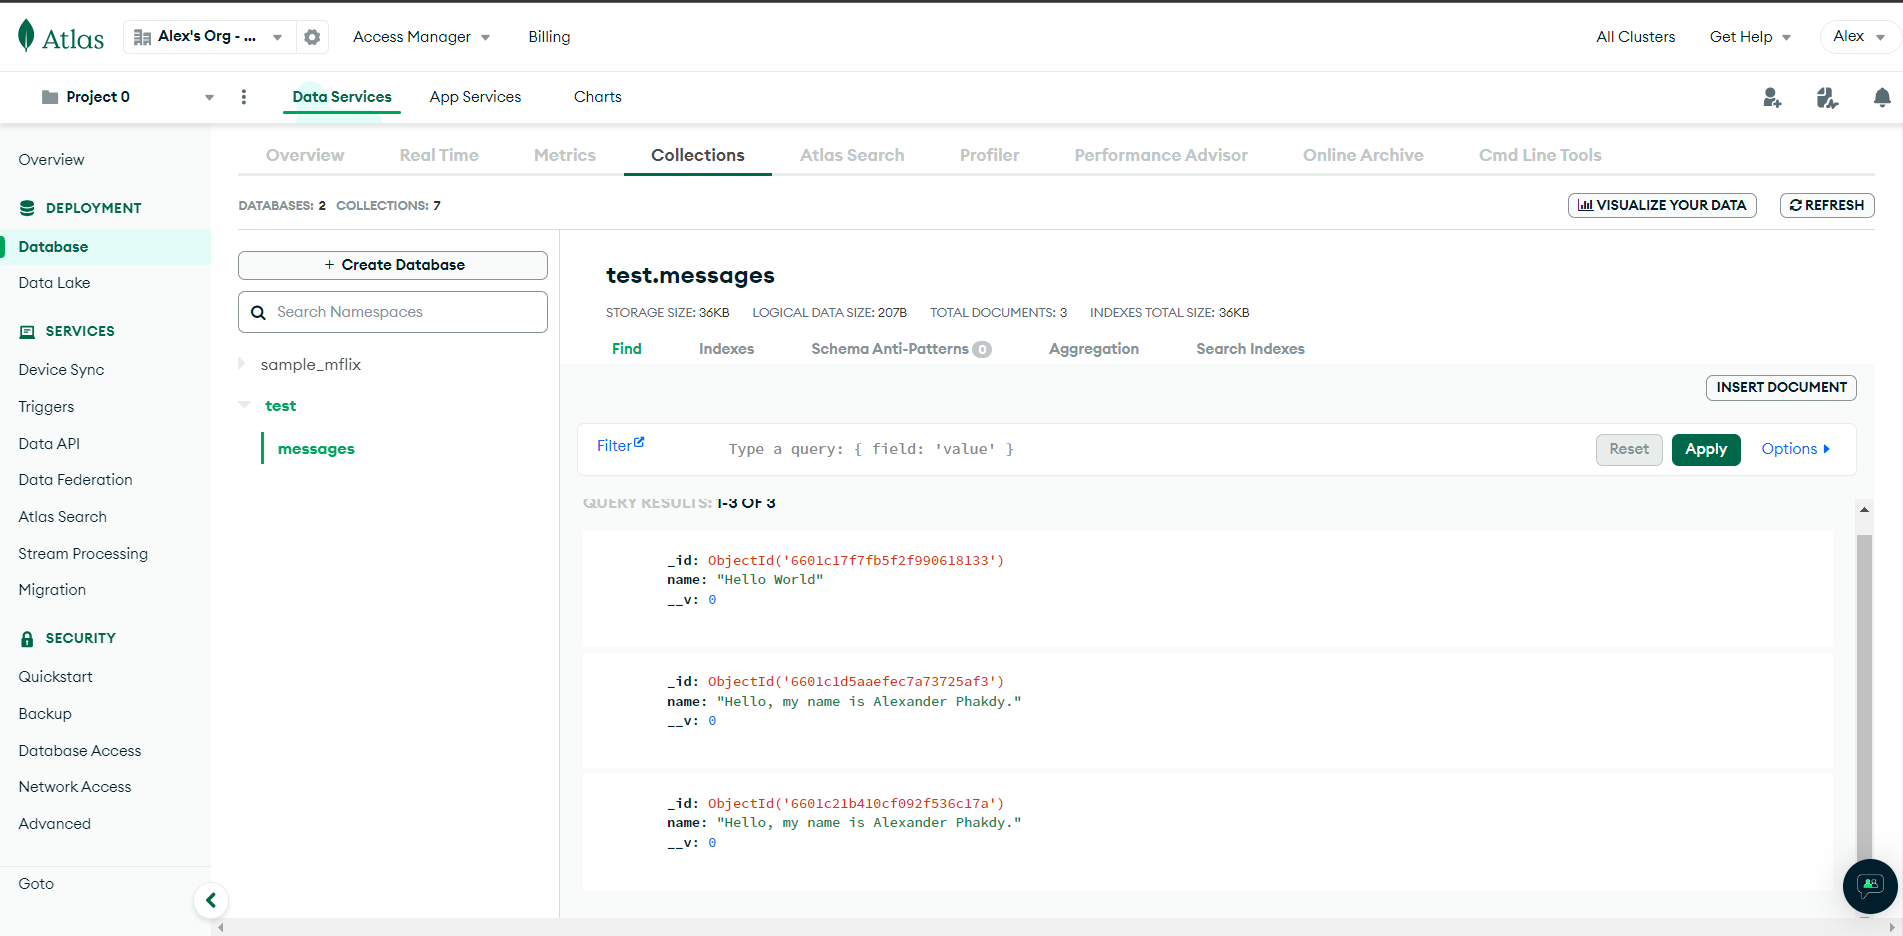 Atlas
Alex's Org - ...
Access Manager
Billing
All Clusters
Get Help
Alex
Project 0
Data Services
App Services
Charts
Overview
DEPLOYMENT
Database
Data Lake
SERVICES
Device Sync
Triggers
Data API
Data Federation
Atlas Search
Stream Processing
Migration
SECURITY
Quickstart
Backup
Database Access
Network Access
Advanced
Goto
Overview
Real Time
Metrics
Collections
Atlas Search
Profiler
Performance Advisor
Online Archive
Cmd Line Tools
DATABASES: 2 COLLECTIONS: 7
VISUALIZE YOUR DATA
REFRESH
+ Create Database
Search Namespaces
sample_mflix
test
messages
test.messages
STORAGE SIZE: 36KB LOGICAL DATA SIZE: 207B TOTAL DOCUMENTS: 3 INDEXES TOTAL SIZE: 36KB
Find
Indexes
Schema Anti-Patterns 0
Aggregation
Search Indexes
INSERT DOCUMENT
Filter
Type a query: { field: 'value' }
Reset
Apply
Options
QUERY RESULTS: 1-3 OF 3
_id: ObjectId('6601c17f7fb5f2f990618133')
name: "Hello World"
__v: 0
_id: ObjectId('6601c1d5aaefec7a73725af3')
name: "Hello, my name is Alexander Phakdy."
__v: 0
_id: ObjectId('6601c21b410cf092f536c17a')
name: "Hello, my name is Alexander Phakdy."
__v: 0